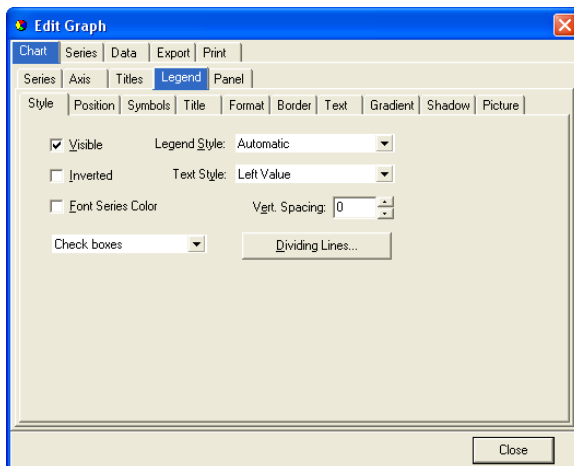 Edit Graph
Chart Series Data Export Print
Series Axis Titles Legend Panel
Style Position Symbols Title Format Border Text Gradient Shadow Picture
Visible Legend Style: Automatic
Inverted Text Style: Left Value
Font Series Color Vert. Spacing: 0
Check boxes Dividing Lines...
Close